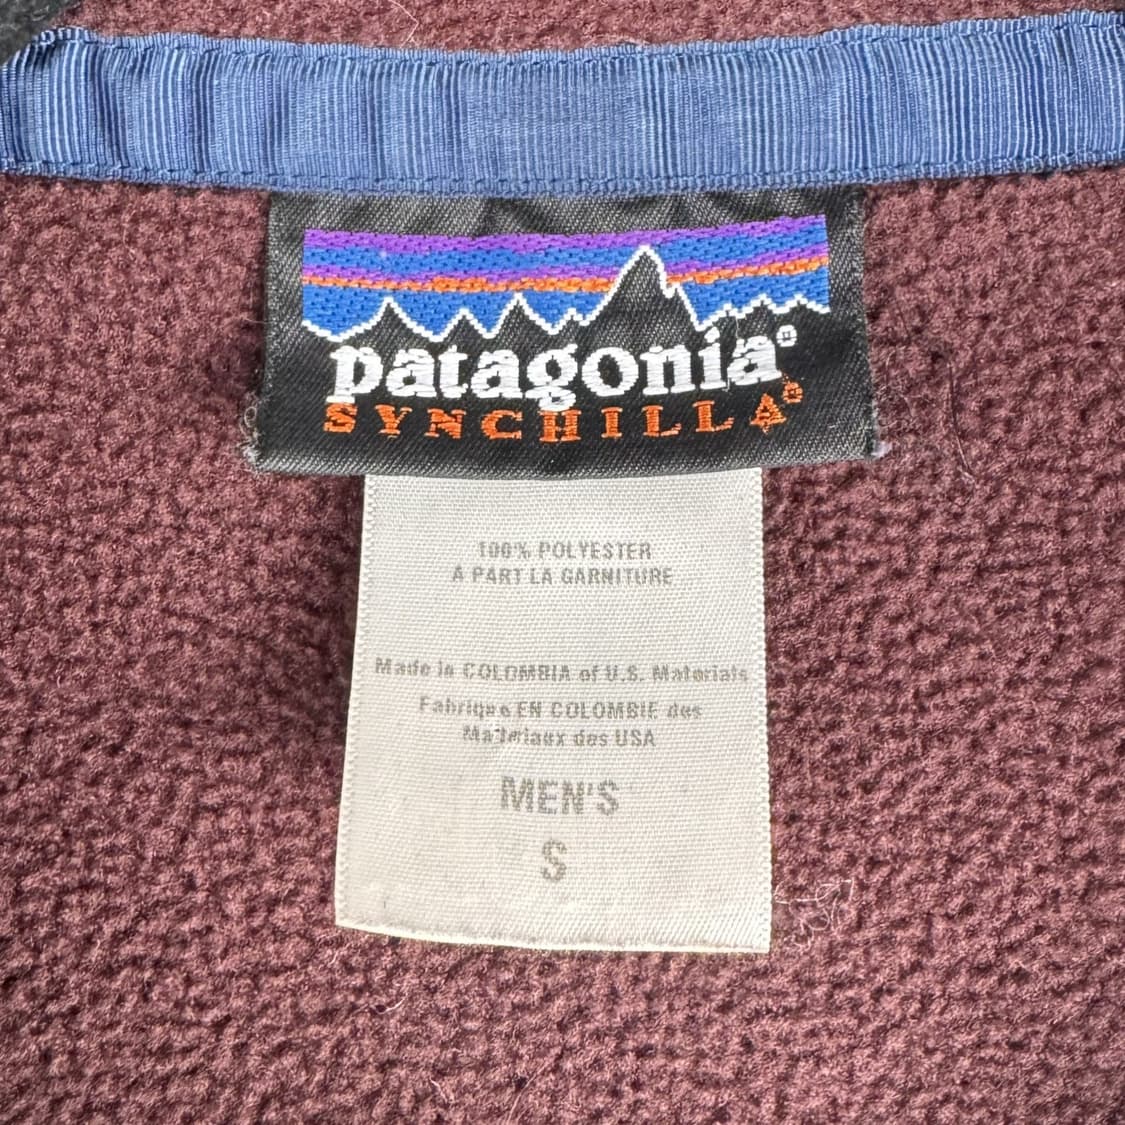 patagonia®
SYNCHILLA®
100% POLYESTER
A PART LA GARNITURE
Made in COLOMBIA of U.S. Materials
Fabrique EN COLOMBIE des
Materiaux des USA
MEN'S
S